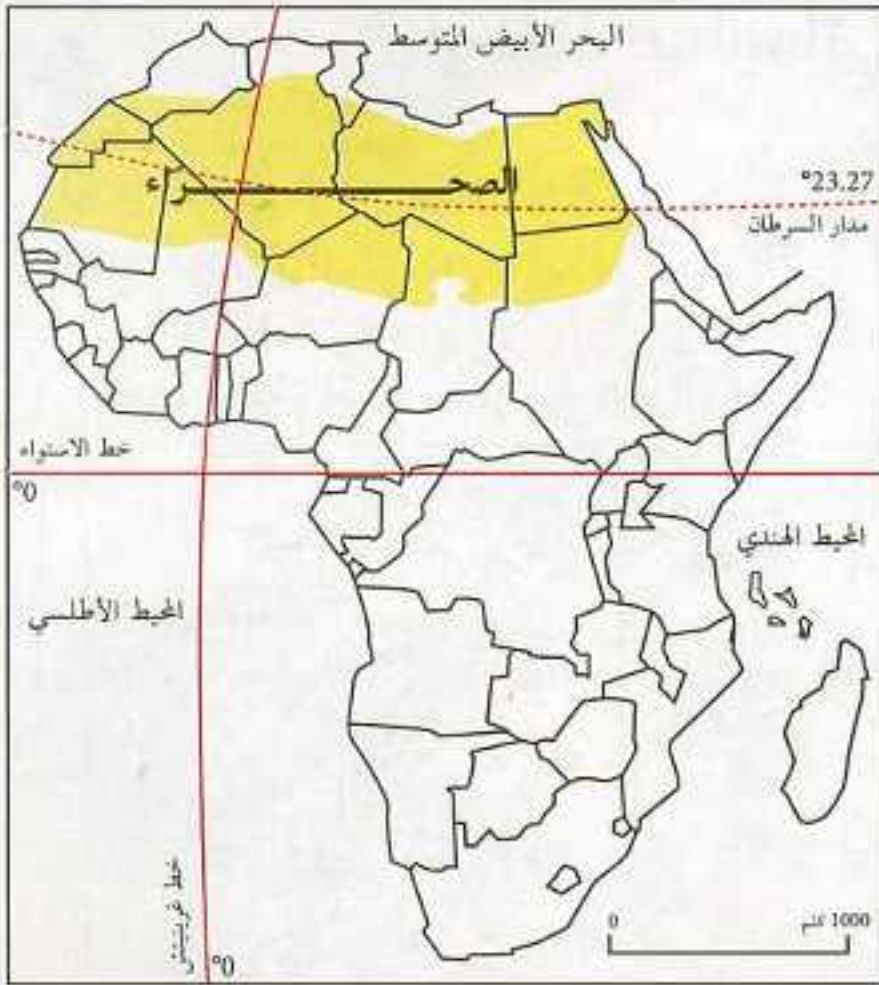 البحر الأبيض المتوسط
الصحراء
°23.27
مدار السرطان
خط الاستواء
°0
المحيط الهندي
المحيط الأطلسي
خط غرينيتش
°0
0
1000 كلم